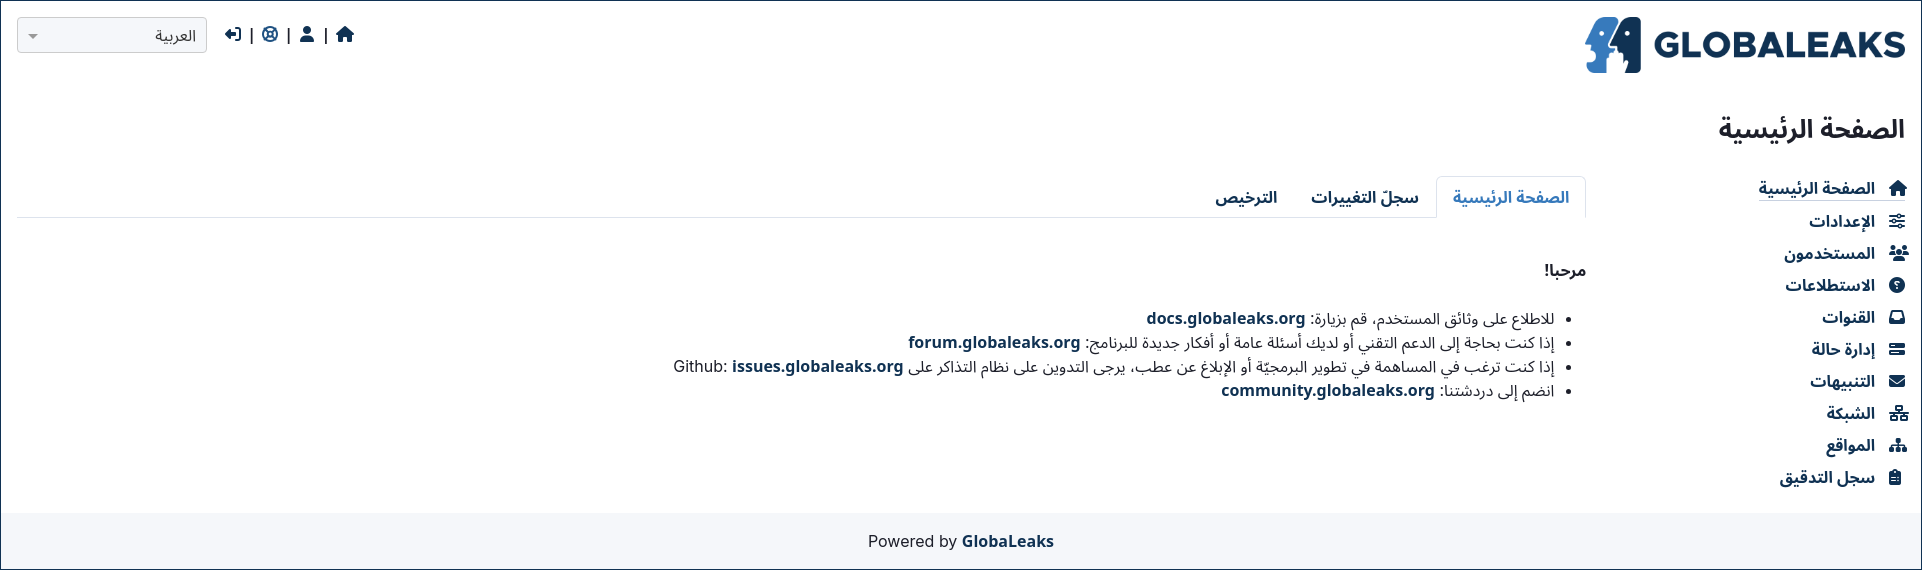 GLOBALEAKS
| | |
العربية
الصفحة الرئيسية
الصفحة الرئيسية
الإعدادات
المستخدمون
الاستطلاعات
القنوات
إدارة حالة
التنبيهات
الشبكة
المواقع
سجل التدقيق
الصفحة الرئيسية سجلّ التغييرات الترخيص
مرحبا!
للاطلاع على وثائق المستخدم، قم بزيارة: docs.globaleaks.org
إذا كنت بحاجة إلى الدعم التقني أو لديك أسئلة عامة أو أفكار جديدة للبرنامج: forum.globaleaks.org
إذا كنت ترغب في المساهمة في تطوير البرمجيّة أو الإبلاغ عن عطب، يرجى التدوين على نظام التذاكر على Github: issues.globaleaks.org
انضم إلى دردشتنا: community.globaleaks.org
Powered by GlobaLeaks